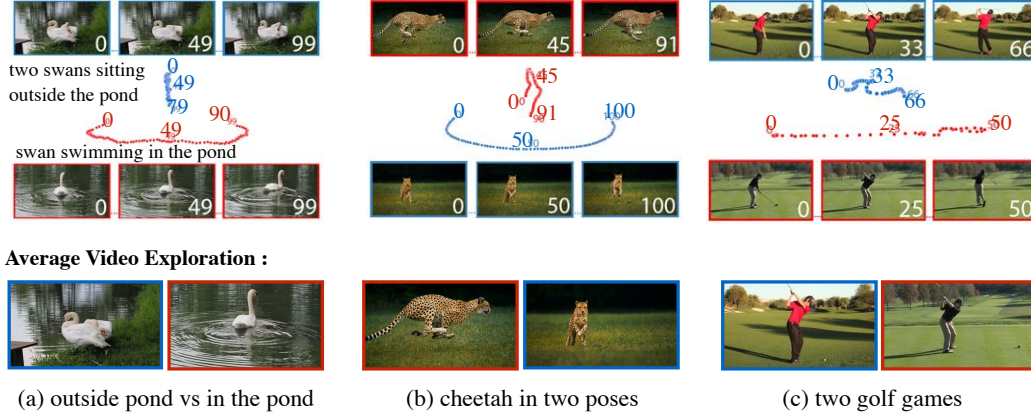 0 49 99
0 45 91
0 33 66
two swans sitting
outside the pond
0
49
79
0 49 90
swan swimming in the pond
0 49 99
45
0
91
0 50 100
0 50 100
33
66
0 25 50
0 25 50
Average Video Exploration :
(a) outside pond vs in the pond
(b) cheetah in two poses
(c) two golf games